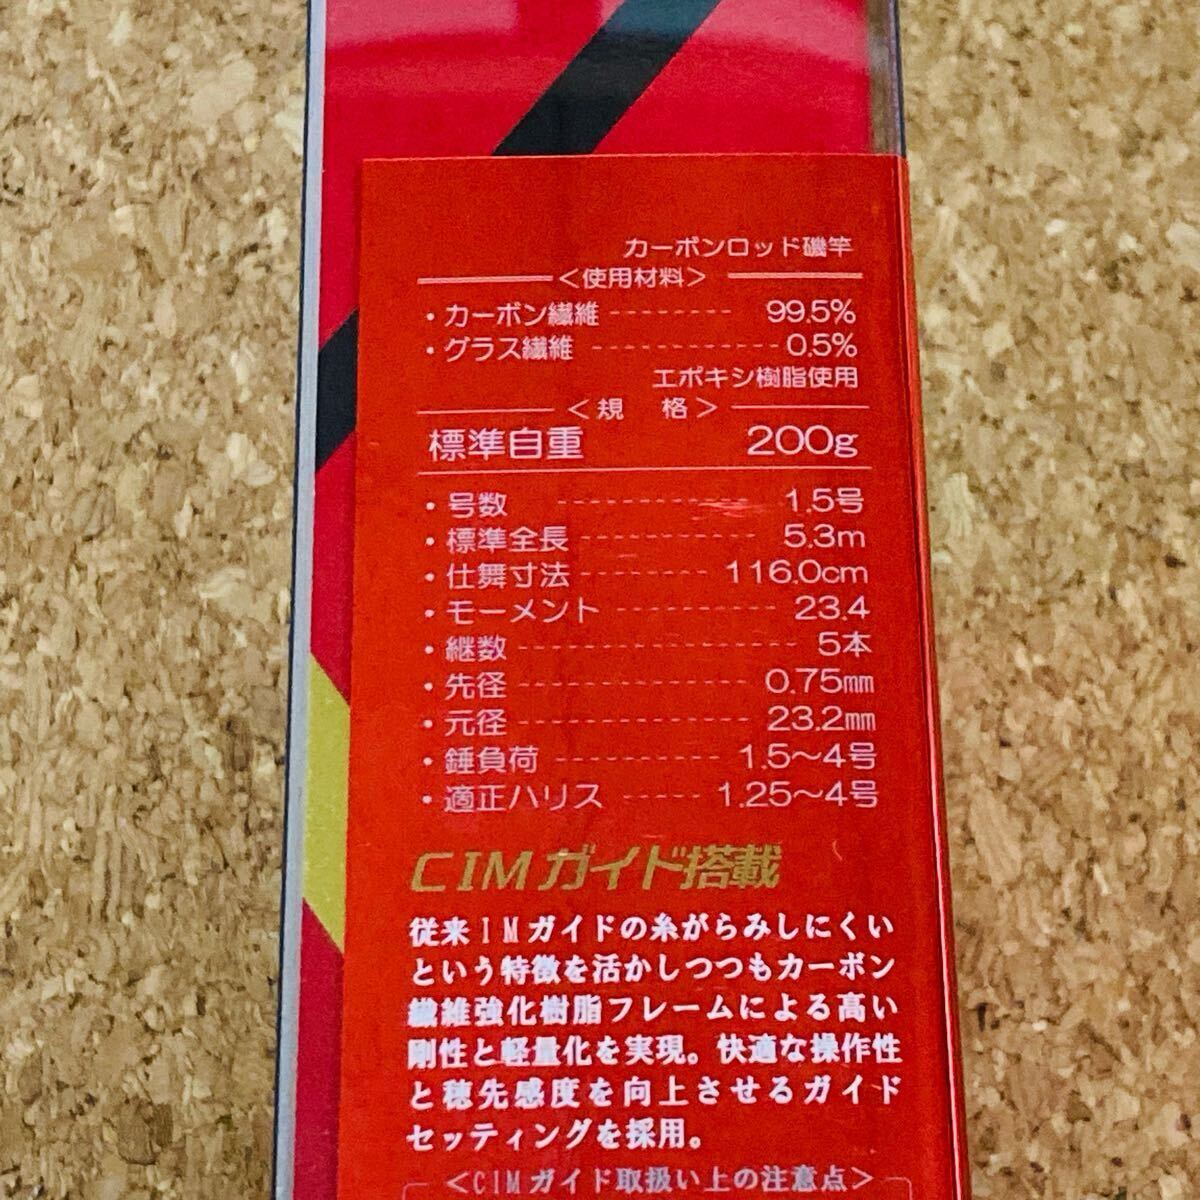 カーボンロッド磯竿
<使用材料>
・カーボン繊維 -------- 99.5%
・グラス繊維 ------------ 0.5%
エポキシ樹脂使用
<規 格>
標準自重 200g
・号数 ------------ 1.5号
・標準全長 ------------ 5.3m
・仕舞寸法 -------- 116.0cm
・モーメント ---------- 23.4
・継数 ---------------- 5本
・先径 -------------- 0.75mm
・元径 -------------- 23.2mm
・錘負荷 ---------- 1.5〜4号
・適正ハリス ----- 1.25〜4号
CIMガイド搭載
従来IMガイドの糸がらみしにくい
という特徴を活かしつつもカーボン
繊維強化樹脂フレームによる高い
剛性と軽量化を実現。快適な操作性
と穂先感度を向上させるガイド
セッティングを採用。
<CIMガイド取扱い上の注意点>